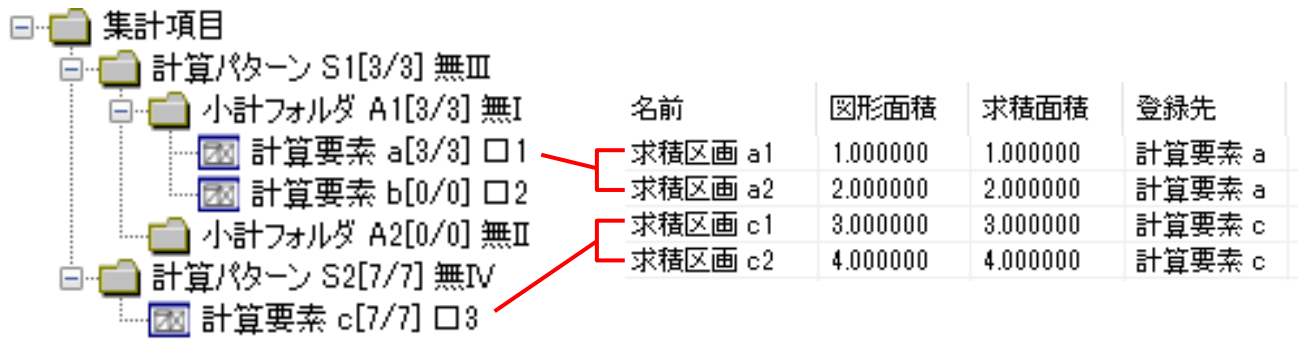 集計項目
計算パターン S1[3/3] 無Ⅲ
小計フォルダ A1[3/3] 無Ⅰ
計算要素 a[3/3] 口1
計算要素 b[0/0] 口2
小計フォルダ A2[0/0] 無Ⅱ
計算パターン S2[7/7] 無Ⅳ
計算要素 c[7/7] 口3
名前 図形面積 求積面積 登録先
求積区画 a1 1.000000 1.000000 計算要素 a
求積区画 a2 2.000000 2.000000 計算要素 a
求積区画 c1 3.000000 3.000000 計算要素 c
求積区画 c2 4.000000 4.000000 計算要素 c